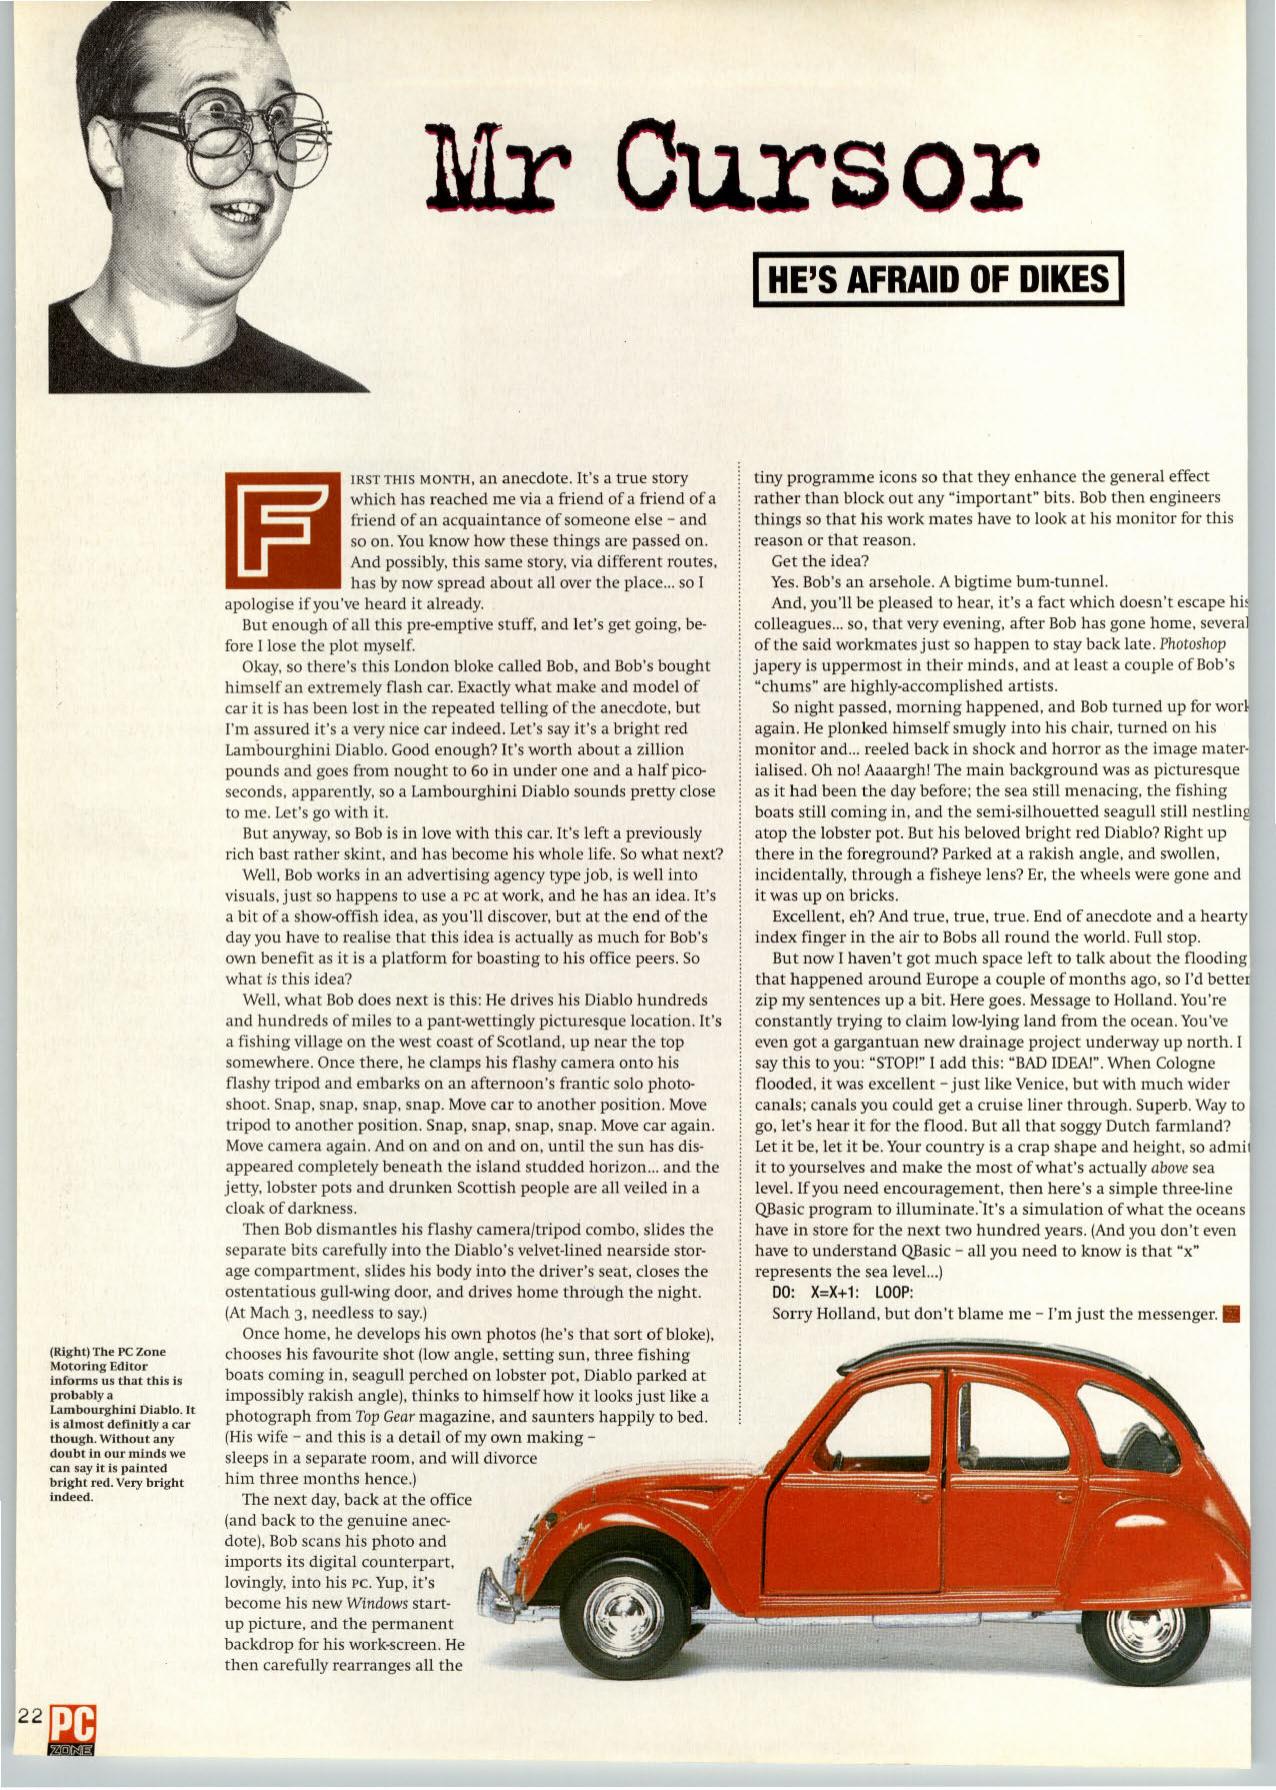 Mr Cursor
HE'S AFRAID OF DIKES
FIRST THIS MONTH, an anecdote. It's a true story
which has reached me via a friend of a friend of a
friend of an acquaintance of someone else – and
so on. You know how these things are passed on.
And possibly, this same story, via different routes,
has by now spread about all over the place... so I
apologise if you've heard it already.
But enough of all this pre-emptive stuff, and let's get going, be-
fore I lose the plot myself.
Okay, so there's this London bloke called Bob, and Bob's bought
himself an extremely flash car. Exactly what make and model of
car it is has been lost in the repeated telling of the anecdote, but
I'm assured it's a very nice car indeed. Let's say it's a bright red
Lambourghini Diablo. Good enough? It's worth about a zillion
pounds and goes from nought to 60 in under one and a half pico-
seconds, apparently, so a Lambourghini Diablo sounds pretty close
to me. Let's go with it.
But anyway, so Bob is in love with this car. It's left a previously
rich bast rather skint, and has become his whole life. So what next?
Well, Bob works in an advertising agency type job, is well into
visuals, just so happens to use a PC at work, and he has an idea. It's
a bit of a show-offish idea, as you'll discover, but at the end of the
day you have to realise that this idea is actually as much for Bob's
own benefit as it is a platform for boasting to his office peers. So
what is this idea?
Well, what Bob does next is this: He drives his Diablo hundreds
and hundreds of miles to a pant-wettingly picturesque location. It's
a fishing village on the west coast of Scotland, up near the top
somewhere. Once there, he clamps his flashy camera onto his
flashy tripod and embarks on an afternoon's frantic solo photo-
shoot. Snap, snap, snap, snap. Move car to another position. Move
tripod to another position. Snap, snap, snap, snap. Move car again.
Move camera again. And on and on and on, until the sun has dis-
appeared completely beneath the island studded horizon... and the
jetty, lobster pots and drunken Scottish people are all veiled in a
cloak of darkness.
Then Bob dismantles his flashy camera/tripod combo, slides the
separate bits carefully into the Diablo's velvet-lined nearside stor-
age compartment, slides his body into the driver's seat, closes the
ostentatious gull-wing door, and drives home through the night.
(At Mach 3, needless to say.)
Once home, he develops his own photos (he's that sort of bloke),
chooses his favourite shot (low angle, setting sun, three fishing
boats coming in, seagull perched on lobster pot, Diablo parked at
impossibly rakish angle), thinks to himself how it looks just like a
photograph from Top Gear magazine, and saunters happily to bed.
(His wife – and this is a detail of my own making –
sleeps in a separate room, and will divorce
him three months hence.)
The next day, back at the office
(and back to the genuine anec-
dote), Bob scans his photo and
imports its digital counterpart,
lovingly, into his PC. Yup, it's
become his new Windows start-
up picture, and the permanent
backdrop for his work-screen. He
then carefully rearranges all the
tiny programme icons so that they enhance the general effect
rather than block out any "important" bits. Bob then engineers
things so that his work mates have to look at his monitor for this
reason or that reason.
Get the idea?
Yes. Bob's an arsehole. A bigtime bum-tunnel.
And, you'll be pleased to hear, it's a fact which doesn't escape his
colleagues... so, that very evening, after Bob has gone home, several
of the said workmates just so happen to stay back late. Photoshop
japery is uppermost in their minds, and at least a couple of Bob's
"chums" are highly-accomplished artists.
So night passed, morning happened, and Bob turned up for work
again. He plonked himself smugly into his chair, turned on his
monitor and... reeled back in shock and horror as the image mater-
ialised. Oh no! Aaaargh! The main background was as picturesque
as it had been the day before; the sea still menacing, the fishing
boats still coming in, and the semi-silhouetted seagull still nestling
atop the lobster pot. But his beloved bright red Diablo? Right up
there in the foreground? Parked at a rakish angle, and swollen,
incidentally, through a fisheye lens? Er, the wheels were gone and
it was up on bricks.
Excellent, eh? And true, true, true. End of anecdote and a hearty
index finger in the air to Bobs all round the world. Full stop.
But now I haven't got much space left to talk about the flooding
that happened around Europe a couple of months ago, so I'd better
zip my sentences up a bit. Here goes. Message to Holland. You're
constantly trying to claim low-lying land from the ocean. You've
even got a gargantuan new drainage project underway up north. I
say this to you: "STOP!" I add this: "BAD IDEA!". When Cologne
flooded, it was excellent – just like Venice, but with much wider
canals; canals you could get a cruise liner through. Superb. Way to
go, let's hear it for the flood. But all that soggy Dutch farmland?
Let it be, let it be. Your country is a crap shape and height, so admit
it to yourselves and make the most of what's actually above sea
level. If you need encouragement, then here's a simple three-line
QBasic program to illuminate. It's a simulation of what the oceans
have in store for the next two hundred years. (And you don't even
have to understand QBasic – all you need to know is that "x"
represents the sea level...)
DO: X=X+1: LOOP:
Sorry Holland, but don't blame me – I'm just the messenger.
(Right) The PC Zone
Motoring Editor
informs us that this is
probably a
Lambourghini Diablo. It
is almost definitly a car
though. Without any
doubt in our minds we
can say it is painted
bright red. Very bright
indeed.
22 PC
ZONE